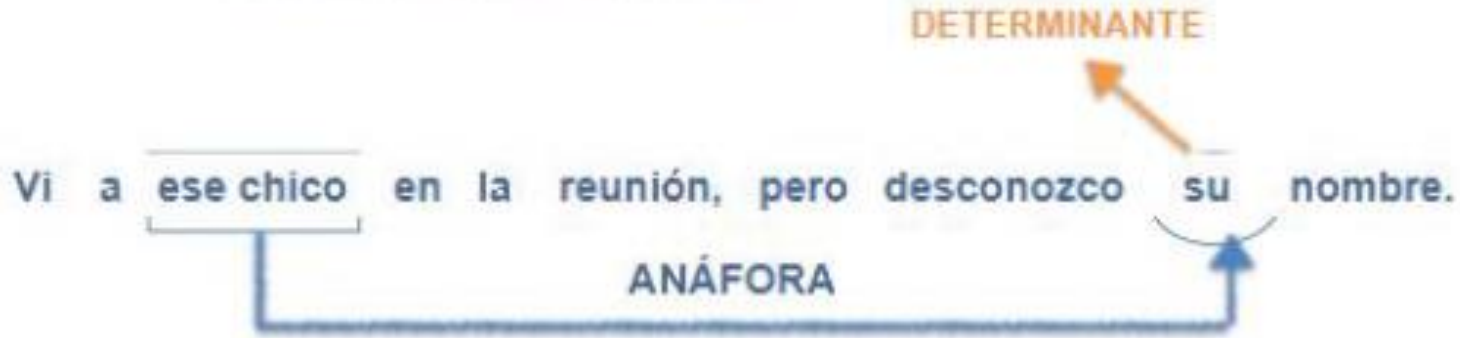 DETERMINANTE
Vi a ese chico en la reunión, pero desconozco su nombre.
ANÁFORA